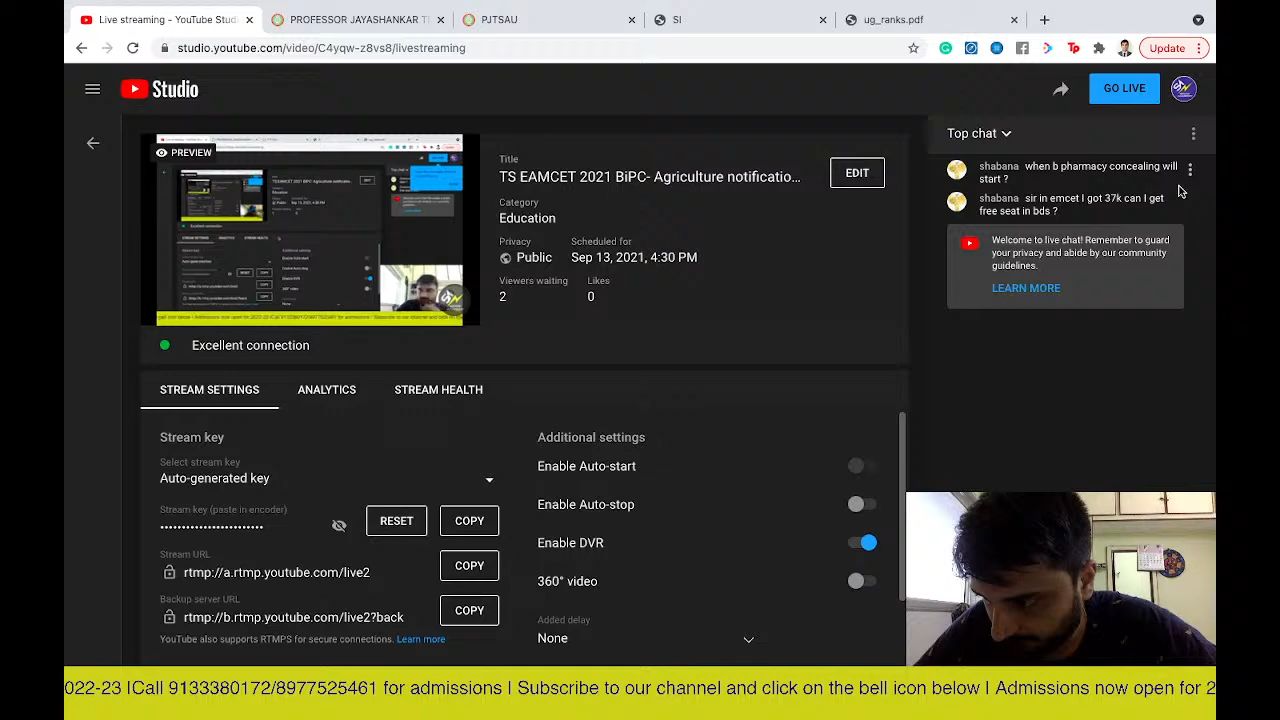 Live streaming - YouTube Studio
PROFESSOR JAYASHANKAR T
PJTSAU
SI
ug_ranks.pdf
studio.youtube.com/video/C4yqw-z8vs8/livestreaming
Update
Studio
GO LIVE
PREVIEW
Title
TS EAMCET 2021 BiPC- Agriculture notificatio...
EDIT
Category
Education
Privacy
Scheduled for
Public
Sep 13, 2021, 4:30 PM
Viewers waiting
Likes
2
0
Excellent connection
Top chat
shabana when b pharmacy concealing will
start ?
shabana sir in emcet I got 37k can I get
free seat in bds ?
Welcome to live chat! Remember to guard
your privacy and abide by our community
guidelines.
LEARN MORE
STREAM SETTINGS
ANALYTICS
STREAM HEALTH
Stream key
Select stream key
Auto-generated key
Stream key (paste in encoder)
RESET
COPY
Stream URL
rtmp://a.rtmp.youtube.com/live2
COPY
Backup server URL
rtmp://b.rtmp.youtube.com/live2?back
COPY
YouTube also supports RTMPS for secure connections. Learn more
Additional settings
Enable Auto-start
Enable Auto-stop
Enable DVR
360° video
Added delay
None
022-23 ICall 9133380172/8977525461 for admissions I Subscribe to our channel and click on the bell icon below I Admissions now open for 2